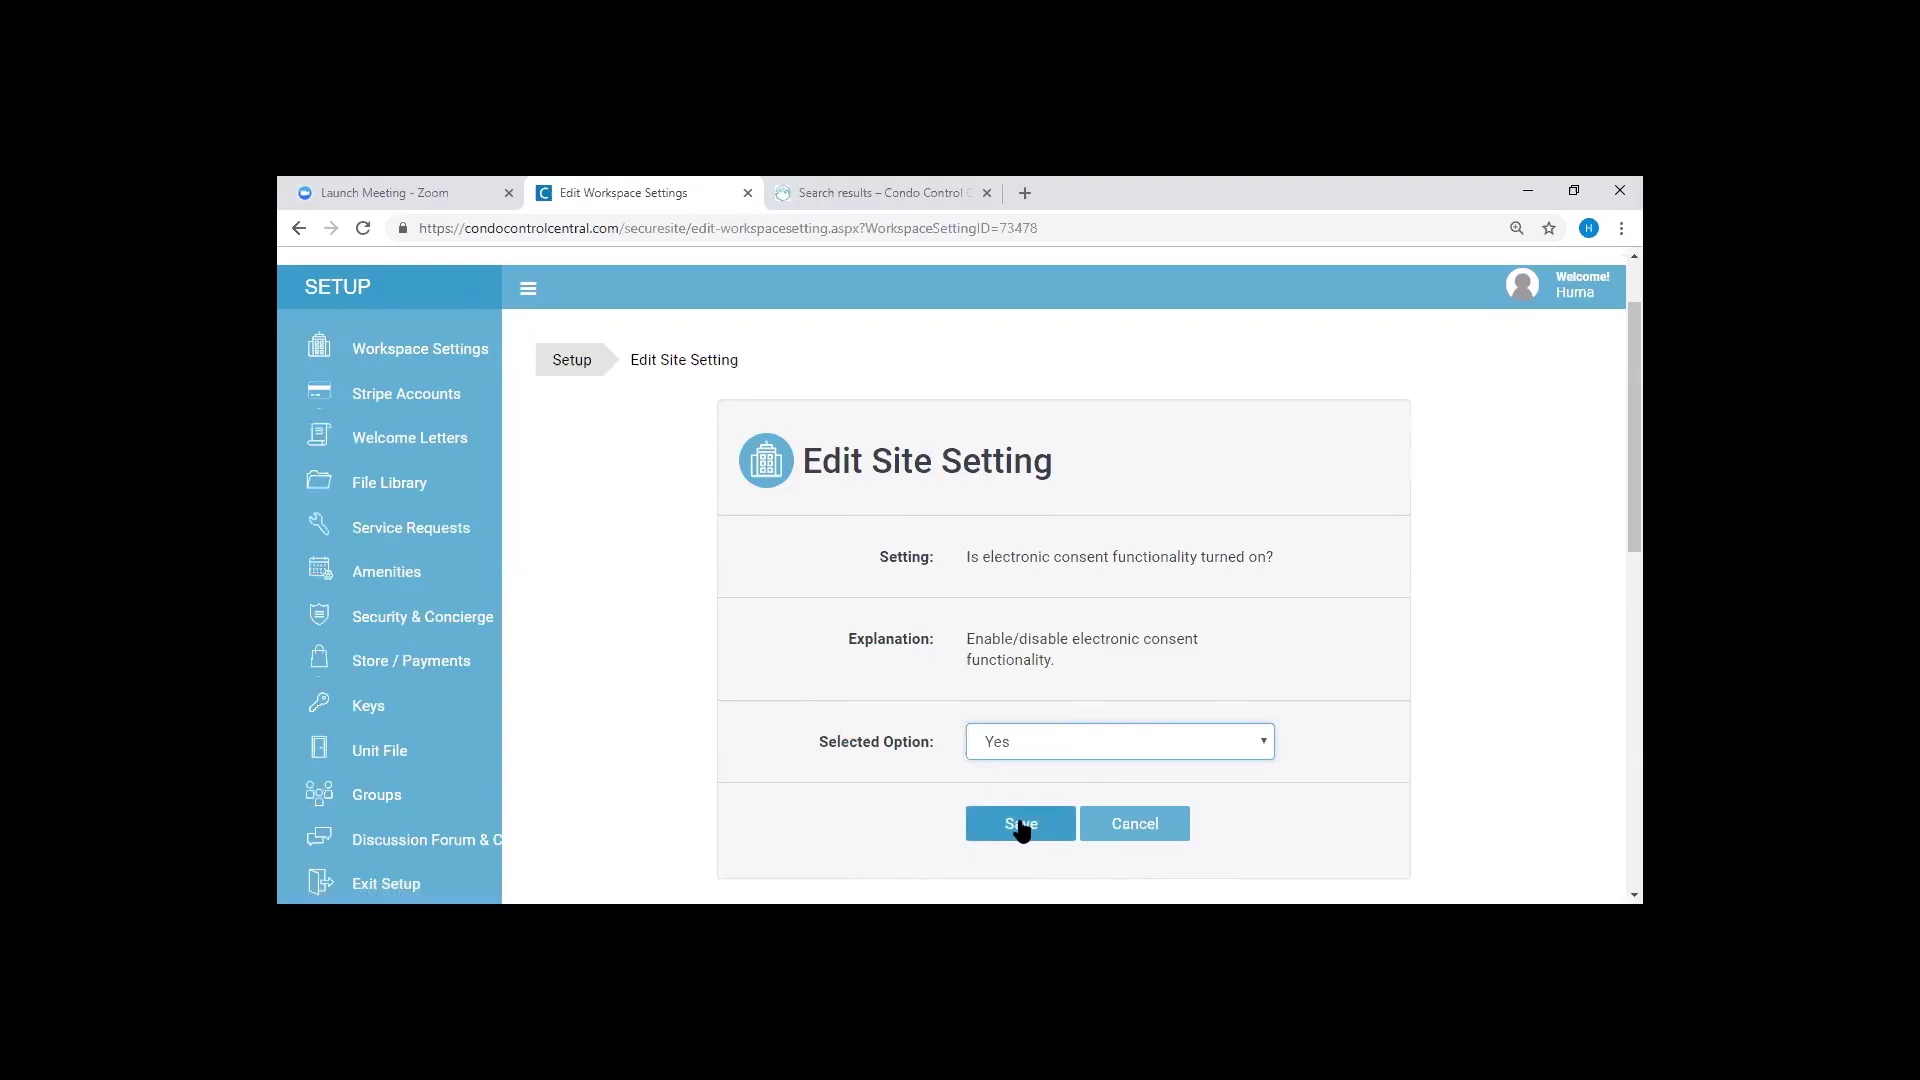 Launch Meeting - Zoom
Edit Workspace Settings
Search results – Condo Control C
https://condocontrolcentral.com/securesite/edit-workspacesetting.aspx?WorkspaceSettingID=73478
H
SETUP
Welcome!
Huma
Workspace Settings
Stripe Accounts
Welcome Letters
File Library
Service Requests
Amenities
Security & Concierge
Store / Payments
Keys
Unit File
Groups
Discussion Forum & C
Exit Setup
Setup
Edit Site Setting
Edit Site Setting
Setting: Is electronic consent functionality turned on?
Explanation: Enable/disable electronic consent
functionality.
Selected Option: Yes
Save
Cancel